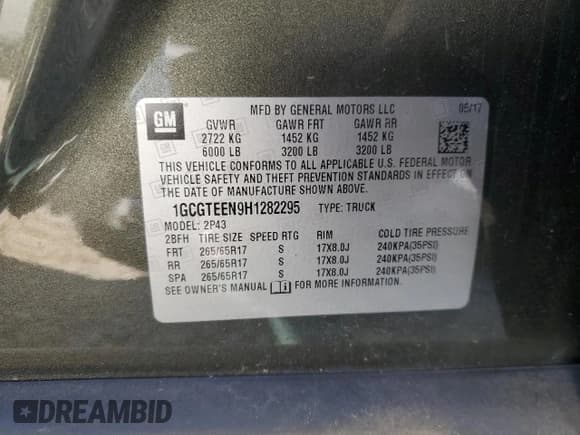 GM
MFD BY GENERAL MOTORS LLC 05/17
GVWR GAWR FRT GAWR RR
2722 KG 1452 KG 1452 KG
6000 LB 3200 LB 3200 LB
THIS VEHICLE CONFORMS TO ALL APPLICABLE U.S. FEDERAL MOTOR
VEHICLE SAFETY AND THEFT PREVENTION STANDARDS IN EFFECT ON
THE DATE OF MANUFACTURE SHOWN ABOVE.
1GCGTEEN9H1282295 TYPE: TRUCK
MODEL: 2P43
2BFH TIRE SIZE SPEED RTG RIM COLD TIRE PRESSURE
FRT 265/65R17 S 17X8.0J 240KPA(35PSI)
RR 265/65R17 S 17X8.0J 240KPA(35PSI)
SPA 265/65R17 S 17X8.0J 240KPA(35PSI)
SEE OWNER'S MANUAL FOR MORE INFORMATION.
DREAMBID